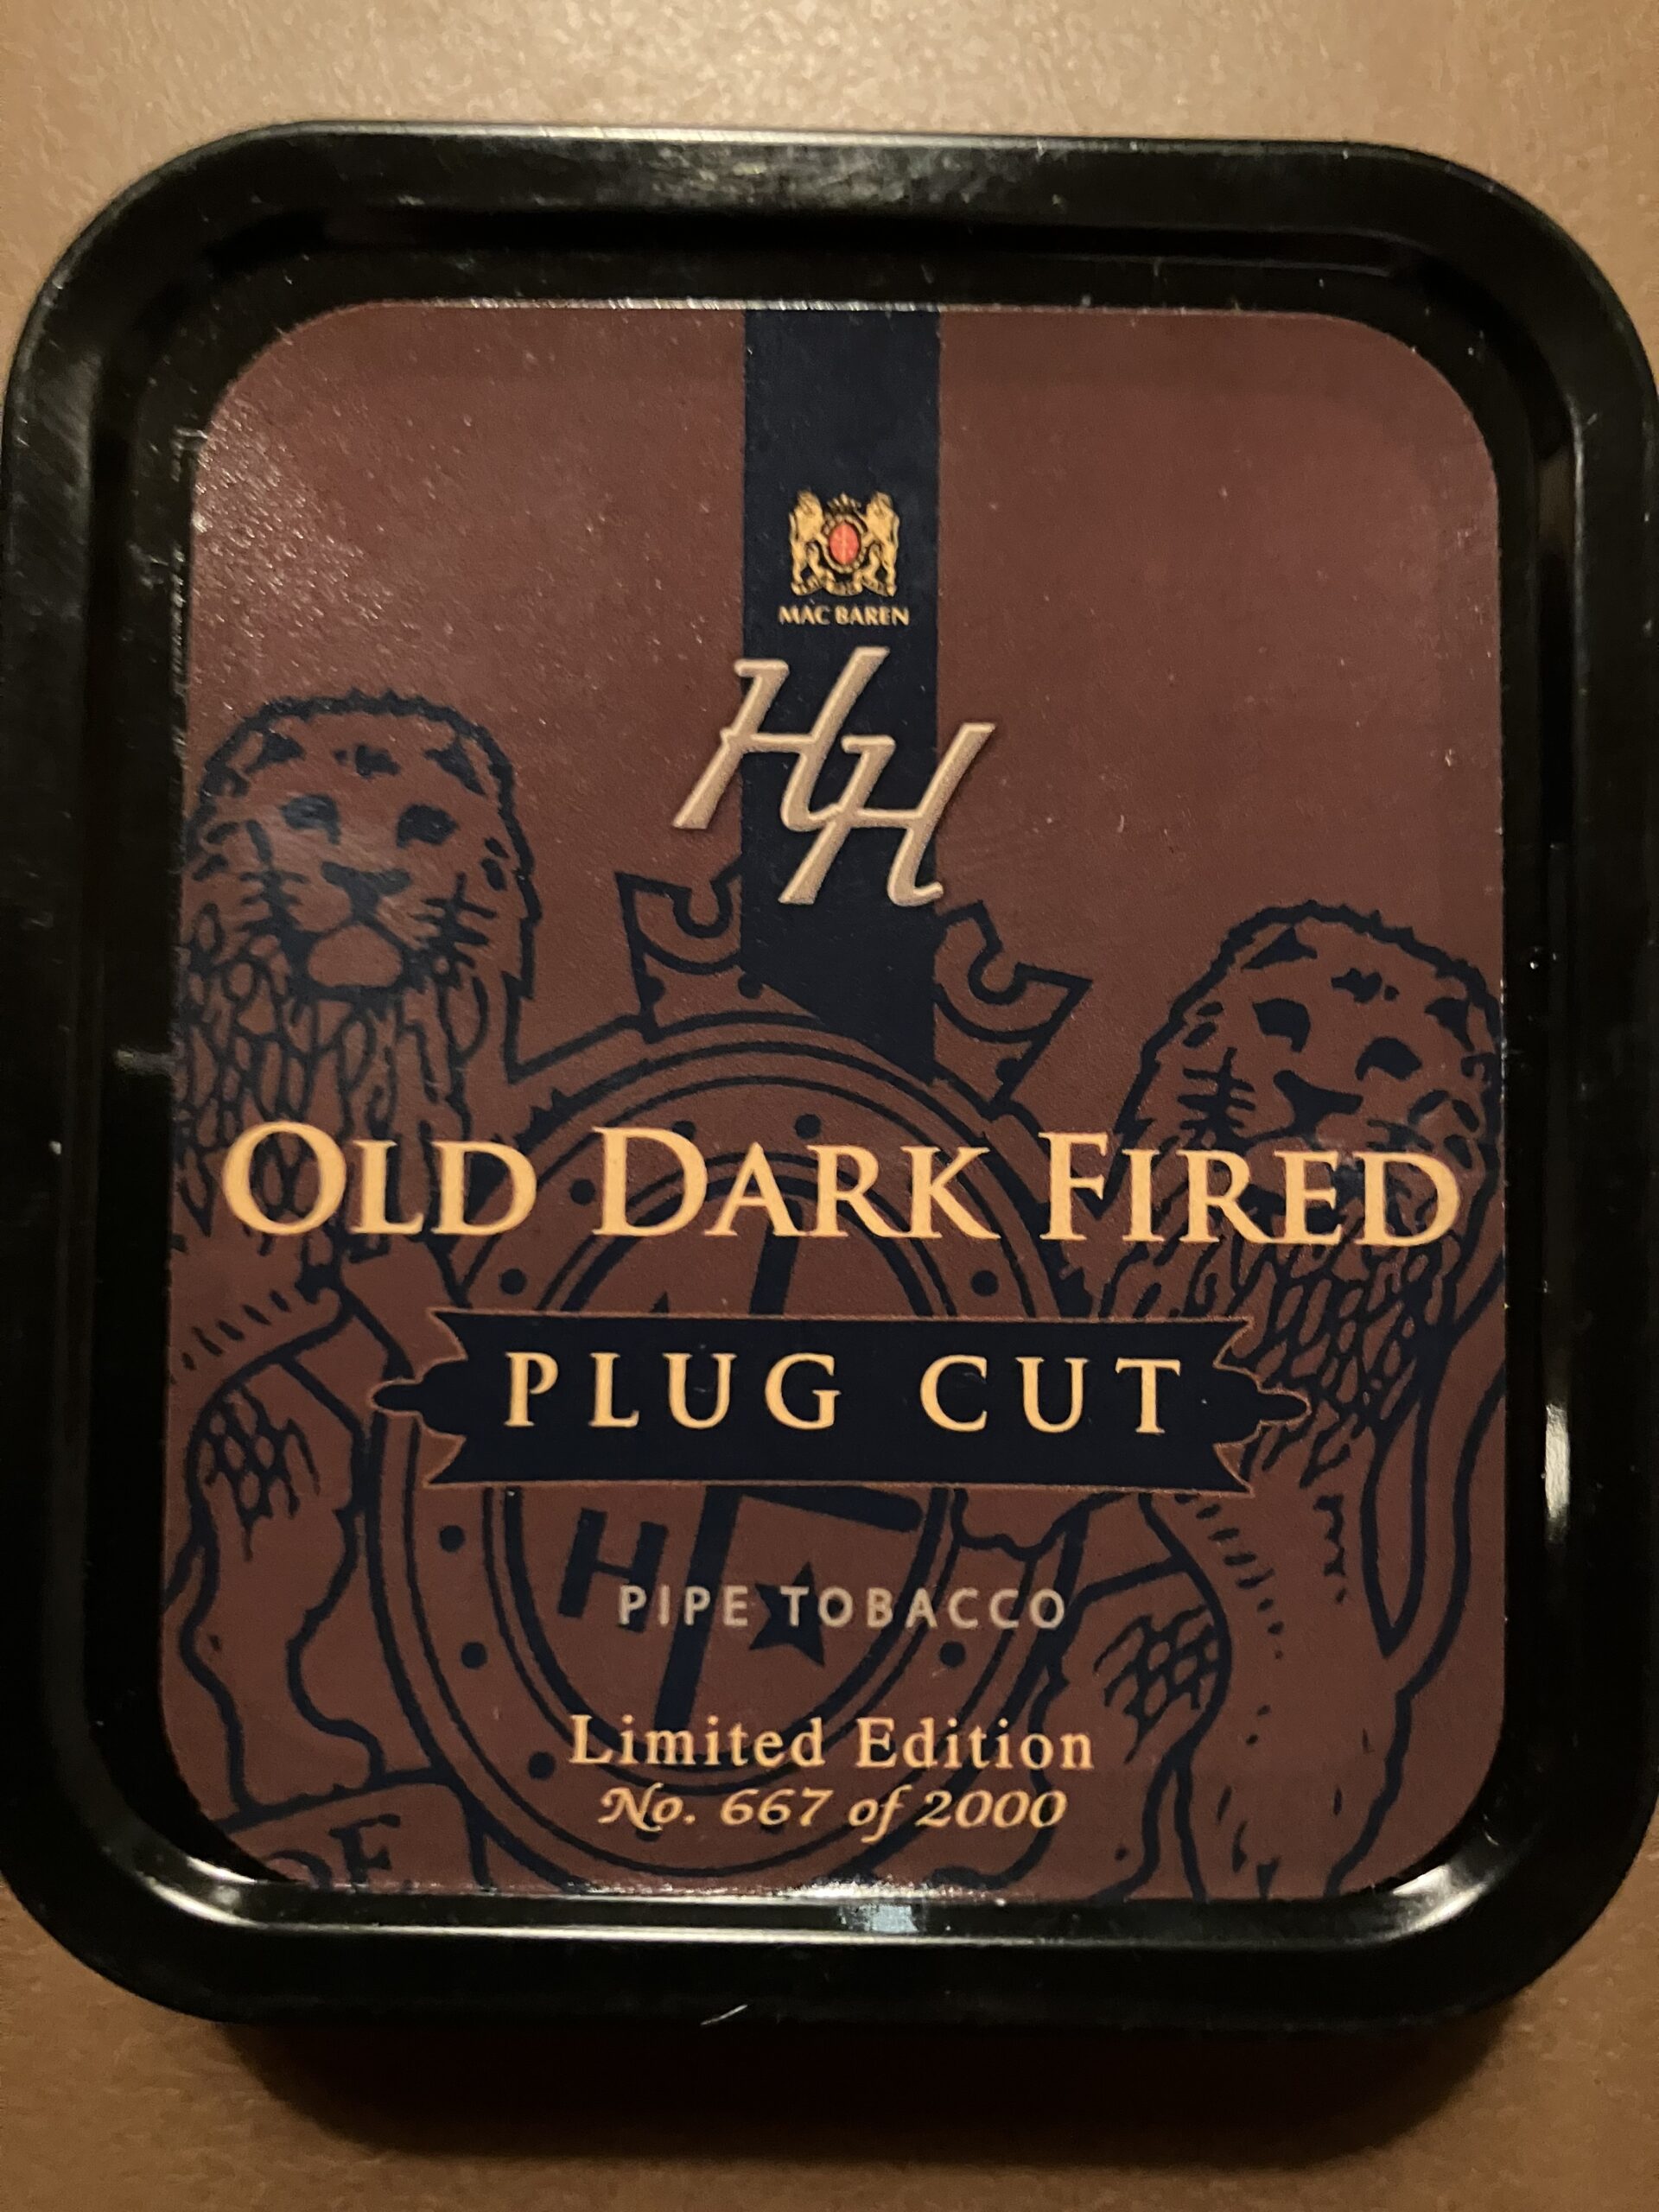 MAC BAREN
HH
OLD DARK FIRED
PLUG CUT
H
PIPE TOBACCO
Limited Edition
No. 667 of 2000